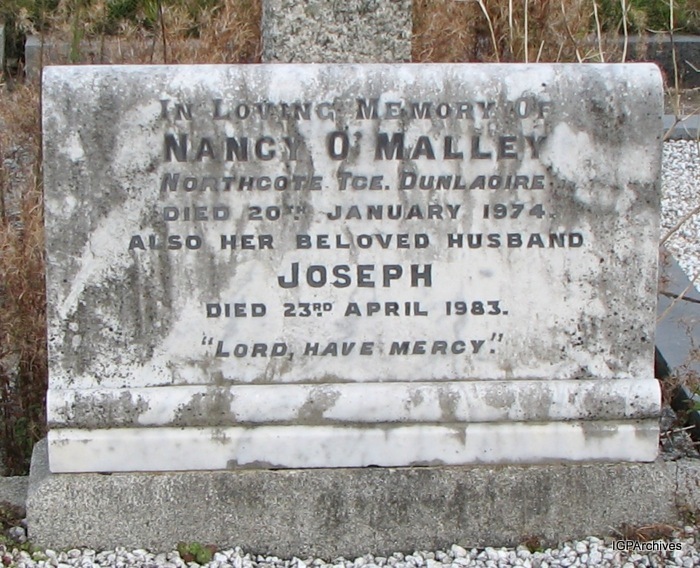 In Loving Memory Of
Nancy O'Malley
Northcote Tce. Dunlaoire
Died 20th January 1974.
Also her beloved husband
Joseph
Died 23rd April 1983.
"Lord, have mercy."
IGPArchives